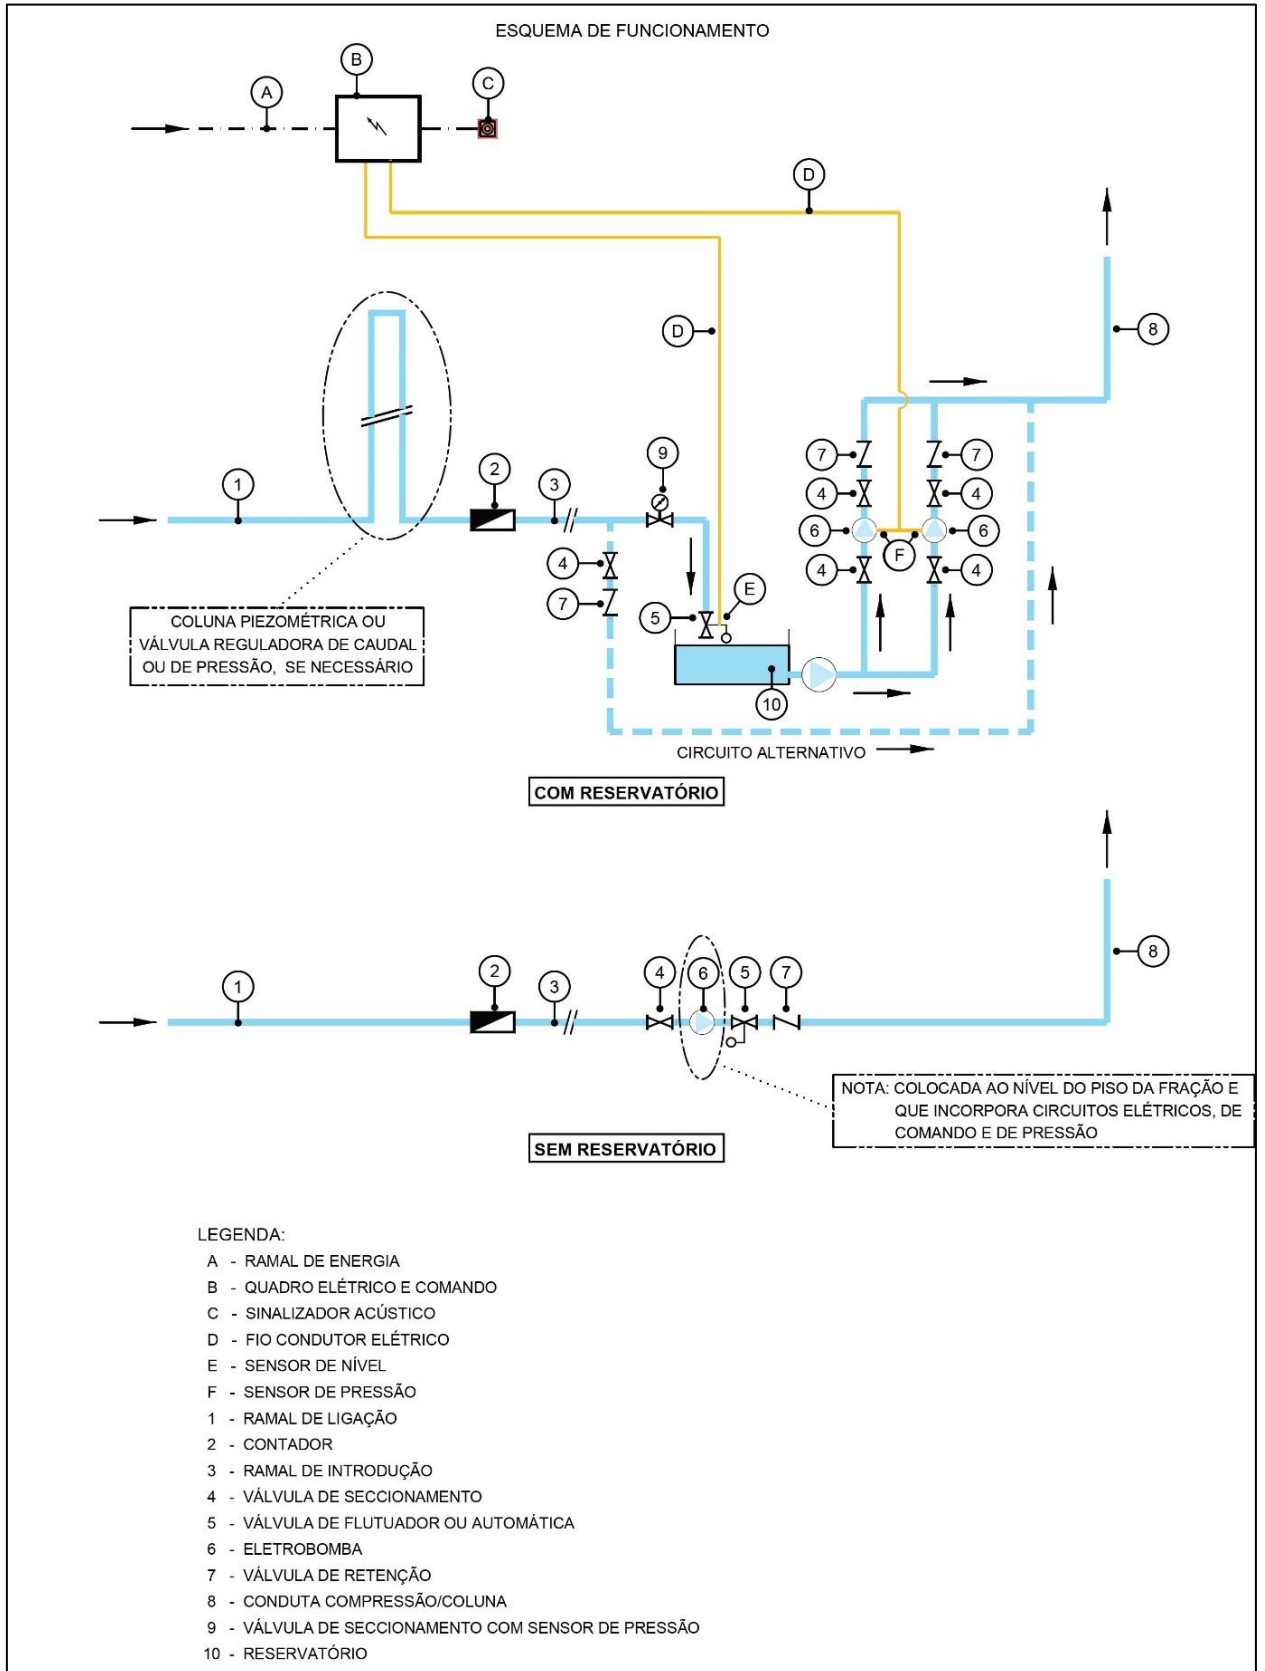 ESQUEMA DE FUNCIONAMENTO
B
A
C
D
D
8
9
2
1
3
7
7
4
4
6
F
6
4
4
4
7
5
E
10
COLUNA PIEZOMÉTRICA OU
VÁLVULA REGULADORA DE CAUDAL
OU DE PRESSÃO, SE NECESSÁRIO
CIRCUITO ALTERNATIVO
COM RESERVATÓRIO
1
2
3
4
6
5
7
8
NOTA: COLOCADA AO NÍVEL DO PISO DA FRAÇÃO E
QUE INCORPORA CIRCUITOS ELÉTRICOS, DE
COMANDO E DE PRESSÃO
SEM RESERVATÓRIO
LEGENDA:
A - RAMAL DE ENERGIA
B - QUADRO ELÉTRICO E COMANDO
C - SINALIZADOR ACÚSTICO
D - FIO CONDUTOR ELÉTRICO
E - SENSOR DE NÍVEL
F - SENSOR DE PRESSÃO
1 - RAMAL DE LIGAÇÃO
2 - CONTADOR
3 - RAMAL DE INTRODUÇÃO
4 - VÁLVULA DE SECCIONAMENTO
5 - VÁLVULA DE FLUTUADOR OU AUTOMÁTICA
6 - ELETROBOMBA
7 - VÁLVULA DE RETENÇÃO
8 - CONDUTA COMPRESSÃO/COLUNA
9 - VÁLVULA DE SECCIONAMENTO COM SENSOR DE PRESSÃO
10 - RESERVATÓRIO